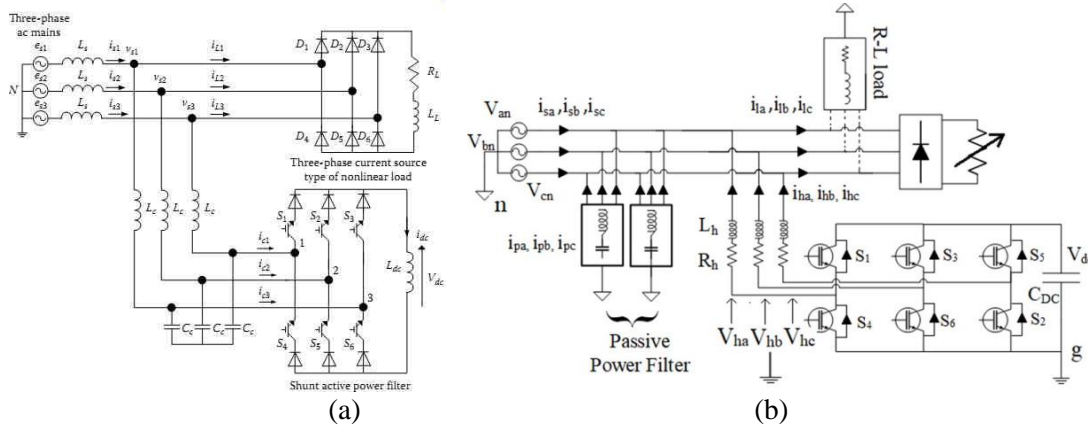 Three-phase
ac mains
e_s1 L_s i_s1 v_s1 i_L1
N e_s2 L_s i_s2 v_s2 i_L2
e_s3 L_s i_s3 v_s3 i_L3
D_1 D_2 D_3
R_L
L_L
D_4 D_5 D_6
Three-phase current source
type of nonlinear load
L_c L_c L_c
S_1 S_2 S_3
i_c1 1
i_c2 2
i_c3 3
i_dc
L_dc V_dc
C_c C_c C_c
S_4 S_5 S_6
Shunt active power filter
(a)
R-L load
V_an i_sa, i_sb, i_sc i_la, i_lb, i_lc
V_bn
V_cn
n
i_ha, i_hb, i_hc
i_pa, i_pb, i_pc
L_h
R_h
S_1 S_3 S_5
V_d
C_DC
S_4 S_6 S_2
g
V_ha V_hb V_hc
Passive
Power Filter
(b)